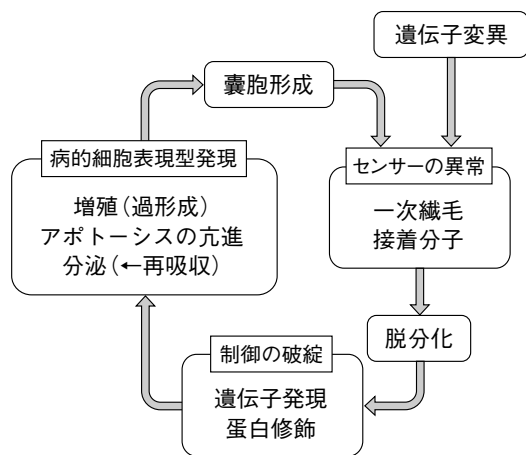 遺伝子変異
嚢胞形成
病的細胞表現型発現
増殖(過形成)
アポトーシスの亢進
分泌(←再吸収)
センサーの異常
一次繊毛
接着分子
脱分化
制御の破綻
遺伝子発現
蛋白修飾